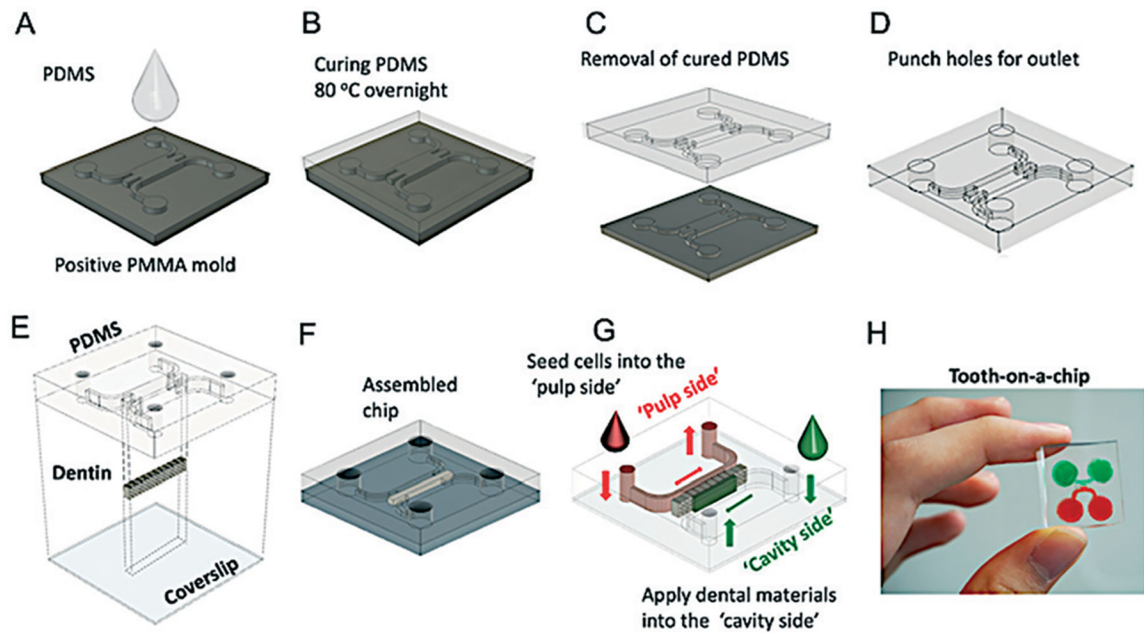 A
PDMS
Positive PMMA mold
B
Curing PDMS
80 °C overnight
C
Removal of cured PDMS
D
Punch holes for outlet
E
PDMS
Dentin
Coverslip
F
Assembled
chip
G
Seed cells into the
'pulp side'
'Pulp side'
'Cavity side'
Apply dental materials
into the 'cavity side'
H
Tooth-on-a-chip